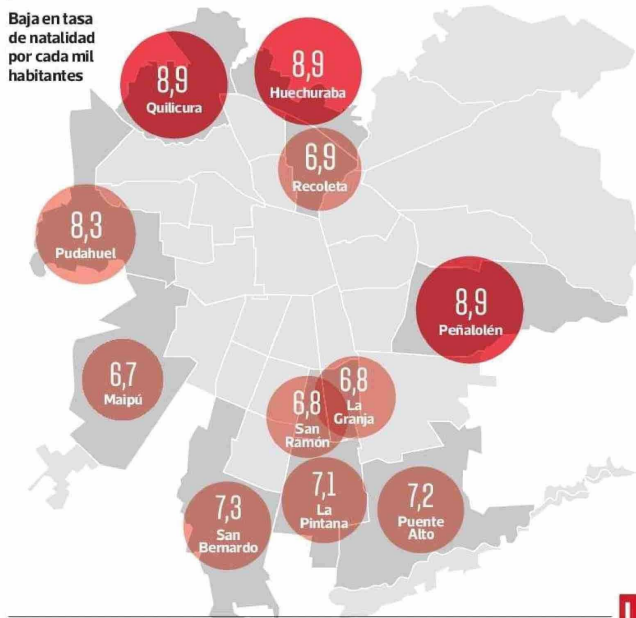 Baja en tasa
de natalidad
por cada mil
habitantes
8,9
Quilicura
8,9
Huechuraba
6,9
Recoleta
8,3
Pudahuel
8,9
Peñalolén
6,7
Maipú
6,8
San
Ramón
6,8
La
Granja
7,3
San
Bernardo
7,1
La
Pintana
7,2
Puente
Alto